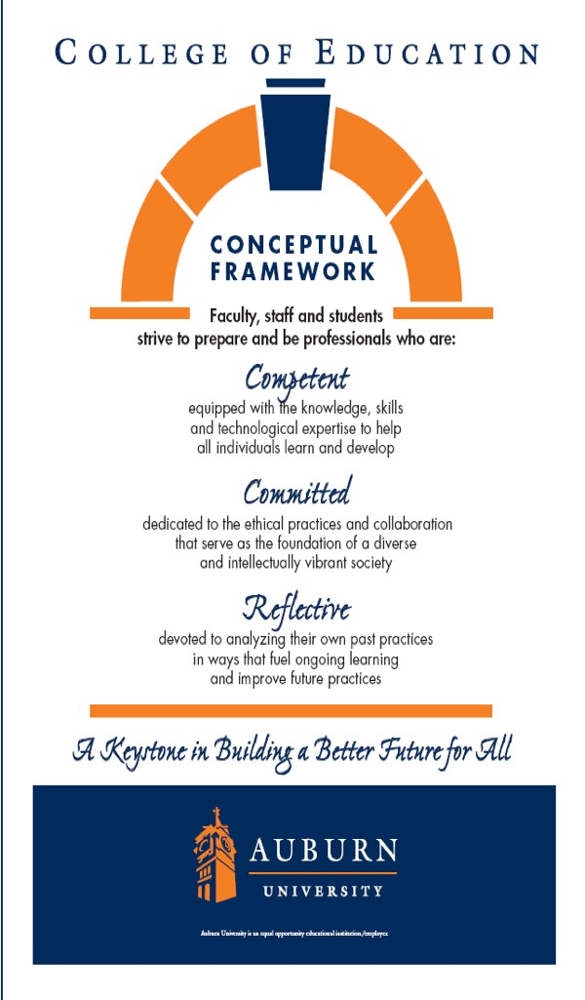 COLLEGE OF EDUCATION
CONCEPTUAL
FRAMEWORK
Faculty, staff and students
strive to prepare and be professionals who are:
Competent
equipped with the knowledge, skills
and technological expertise to help
all individuals learn and develop
Committed
dedicated to the ethical practices and collaboration
that serve as the foundation of a diverse
and intellectually vibrant society
Reflective
devoted to analyzing their own past practices
in ways that fuel ongoing learning
and improve future practices
A Keystone in Building a Better Future for All
AUBURN
UNIVERSITY
Auburn University is an equal opportunity educational institution/employer.